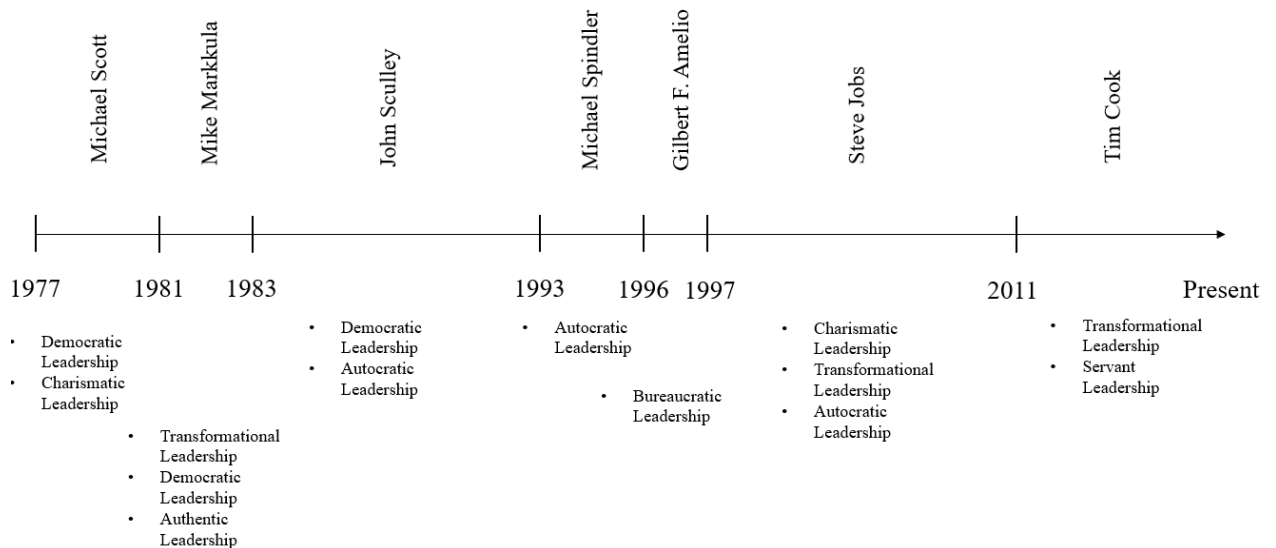 Michael Scott
Mike Markkula
John Sculley
Michael Spindler
Gilbert F. Amelio
Steve Jobs
Tim Cook
1977
1981
1983
1993
1996
1997
2011
Present
• Democratic
Leadership
• Charismatic
Leadership
• Transformational
Leadership
• Democratic
Leadership
• Authentic
Leadership
• Democratic
Leadership
• Autocratic
Leadership
• Autocratic
Leadership
• Bureaucratic
Leadership
• Charismatic
Leadership
• Transformational
Leadership
• Autocratic
Leadership
• Transformational
Leadership
• Servant
Leadership